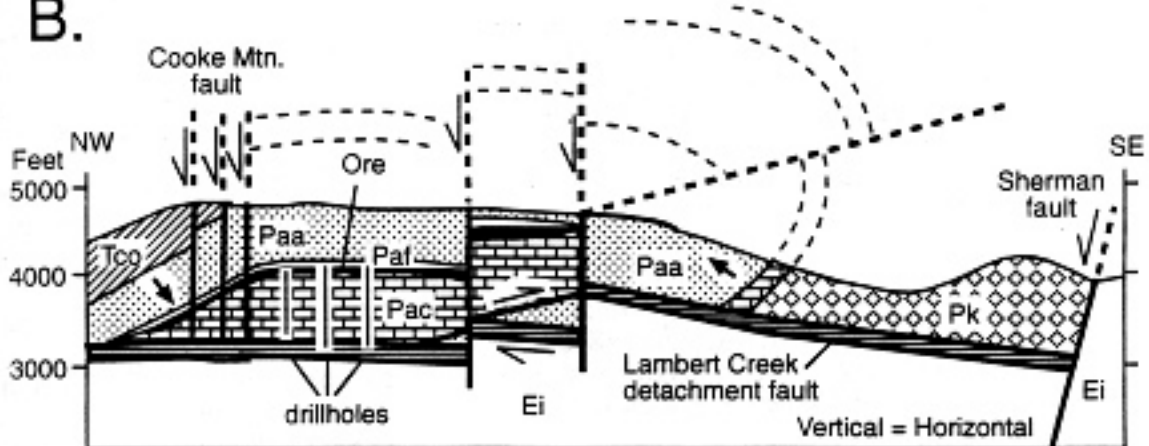 B.
Cooke Mtn.
fault
NW
Feet
5000
4000
3000
Ore
Tco
Paa
Paf
Pac
drillholes
Ei
Paa
Lambert Creek
detachment fault
Pk
Sherman
fault
SE
Ei
Vertical = Horizontal